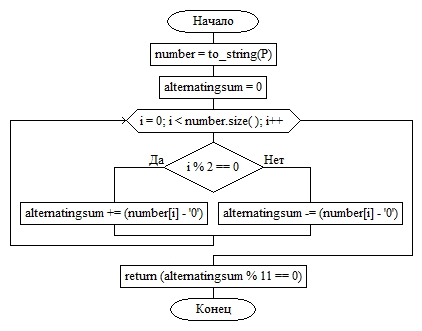 Начало
number = to_string(P)
alternatingsum = 0
i = 0; i < number.size( ); i++
Да
Нет
i % 2 == 0
alternatingsum += (number[i] - '0')
alternatingsum -= (number[i] - '0')
return (alternatingsum % 11 == 0)
Конец